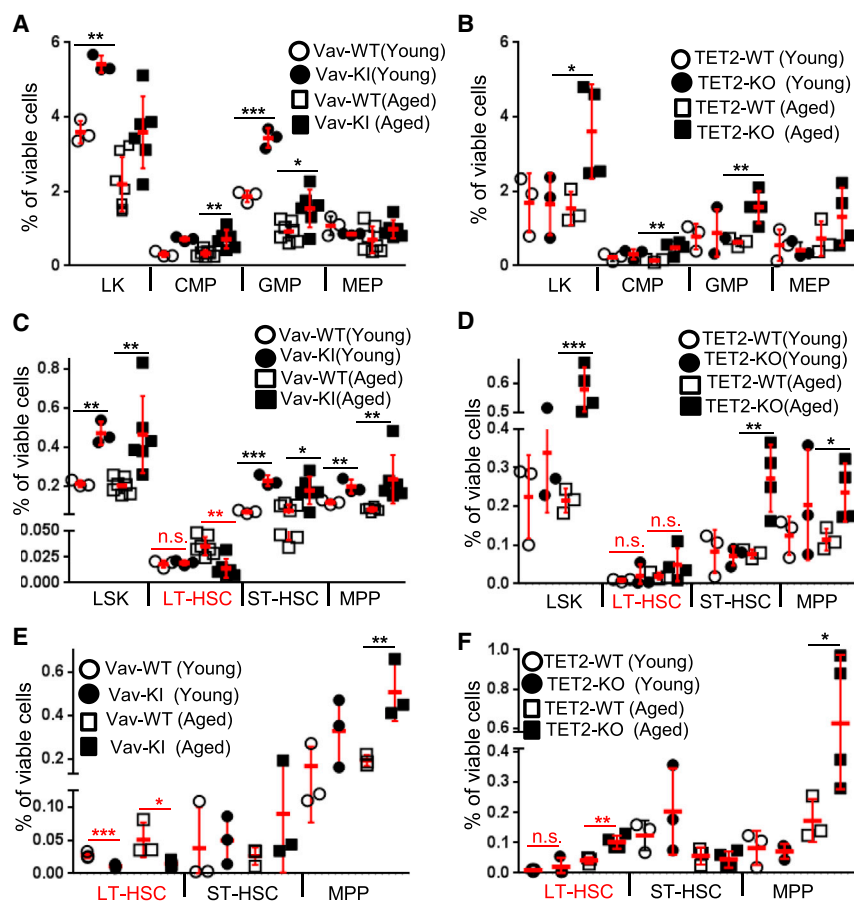 A
% of viable cells
6
4
2
0
**
***
**
*
Vav-WT(Young)
Vav-KI(Young)
Vav-WT(Aged)
Vav-KI (Aged)
LK
CMP
GMP
MEP
B
% of viable cells
6
4
2
0
*
**
**
TET2-WT (Young)
TET2-KO (Young)
TET2-WT (Aged)
TET2-KO (Aged)
LK
CMP
GMP
MEP
C
% of viable cells
0.8
0.6
0.4
0.2
0.050
0.025
0.000
**
**
n.s.
**
***
*
**
**
Vav-WT(Young)
Vav-KI(Young)
Vav-WT(Aged)
Vav-KI(Aged)
LSK
LT-HSC
ST-HSC
MPP
D
% of viable cells
0.6
0.5
0.3
0.2
0.1
0.0
***
n.s.
n.s.
**
*
TET2-WT(Young)
TET2-KO(Young)
TET2-WT(Aged)
TET2-KO(Aged)
LSK
LT-HSC
ST-HSC
MPP
E
% of viable cells
0.6
0.4
0.2
0.10
0.05
0.00
***
*
**
Vav-WT (Young)
Vav-KI (Young)
Vav-WT (Aged)
Vav-KI (Aged)
LT-HSC
ST-HSC
MPP
F
% of viable cells
1.0
0.8
0.6
0.4
0.2
0.1
0.0
n.s.
**
*
TET2-WT (Young)
TET2-KO (Young)
TET2-WT (Aged)
TET2-KO (Aged)
LT-HSC
ST-HSC
MPP